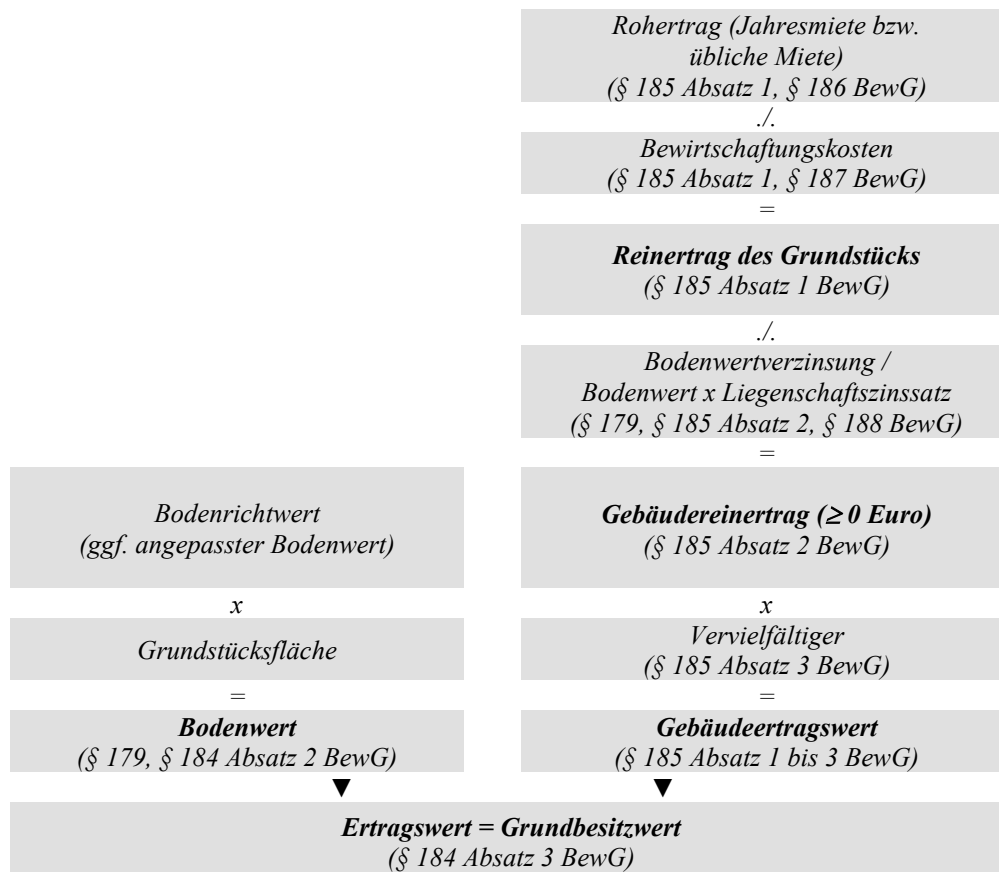 Rohertrag (Jahresmiete bzw.
übliche Miete)
(§ 185 Absatz 1, § 186 BewG)
./.
Bewirtschaftungskosten
(§ 185 Absatz 1, § 187 BewG)
=
Reinertrag des Grundstücks
(§ 185 Absatz 1 BewG)
./.
Bodenwertverzinsung /
Bodenwert x Liegenschaftszinssatz
(§ 179, § 185 Absatz 2, § 188 BewG)
=
Bodenrichtwert
(ggf. angepasster Bodenwert)
x
Grundstücksfläche
=
Bodenwert
(§ 179, § 184 Absatz 2 BewG)
Gebäudereinertrag (≥ 0 Euro)
(§ 185 Absatz 2 BewG)
x
Vervielfältiger
(§ 185 Absatz 3 BewG)
=
Gebäudeertragswert
(§ 185 Absatz 1 bis 3 BewG)
Ertragswert = Grundbesitzwert
(§ 184 Absatz 3 BewG)